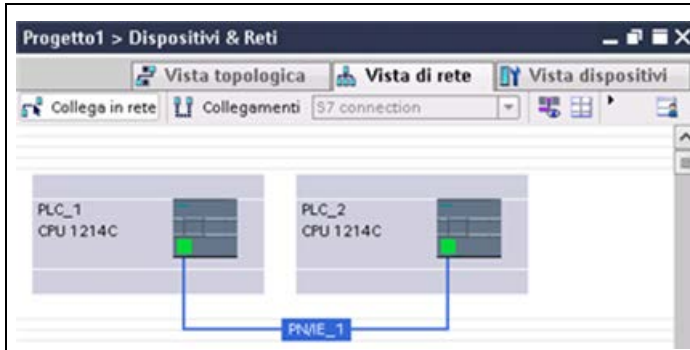 Progetto1 > Dispositivi & Reti
Vista topologica Vista di rete Vista dispositivi
Collega in rete Collegamenti S7 connection
PLC_1
CPU 1214C
PLC_2
CPU 1214C
PN/IE_1